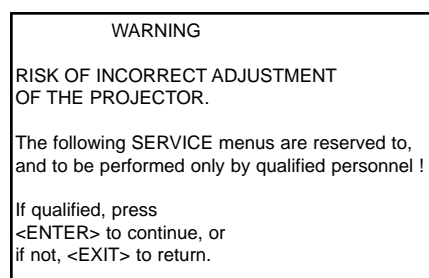 WARNING
RISK OF INCORRECT ADJUSTMENT
OF THE PROJECTOR.
The following SERVICE menus are reserved to,
and to be performed only by qualified personnel !
If qualified, press
<ENTER> to continue, or
if not, <EXIT> to return.